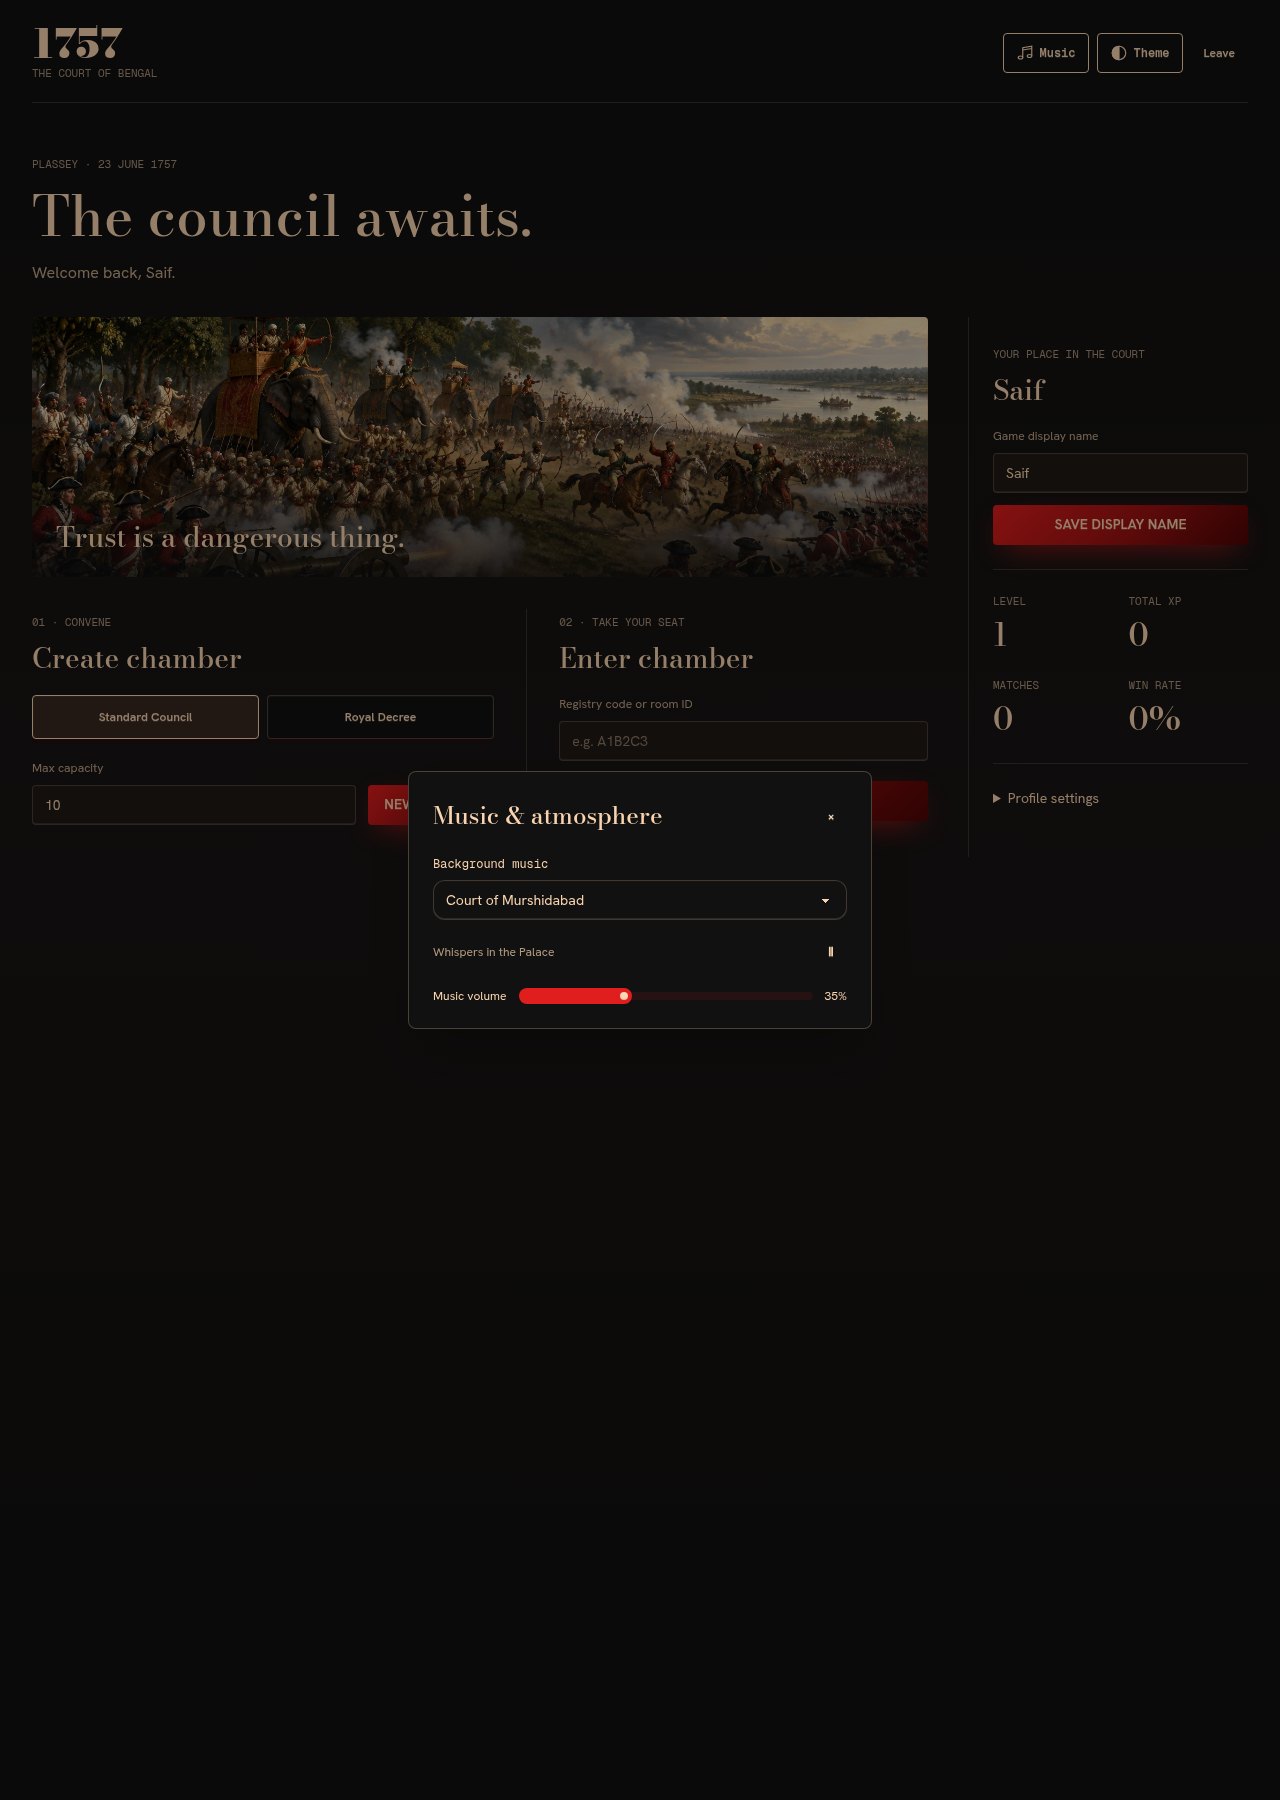 1757
THE COURT OF BENGAL
Music
Theme
Leave
PLASSEY · 23 JUNE 1757
The council awaits.
Welcome back, Saif.
Trust is a dangerous thing.
YOUR PLACE IN THE COURT
Saif
Game display name
Saif
SAVE DISPLAY NAME
LEVEL
1
TOTAL XP
0
MATCHES
0
WIN RATE
0%
Profile settings
01 · CONVENE
Create chamber
Standard Council
Royal Decree
Max capacity
10
02 · TAKE YOUR SEAT
Enter chamber
Registry code or room ID
e.g. A1B2C3
Music & atmosphere
×
Background music
Court of Murshidabad
Whispers in the Palace
Music volume
35%